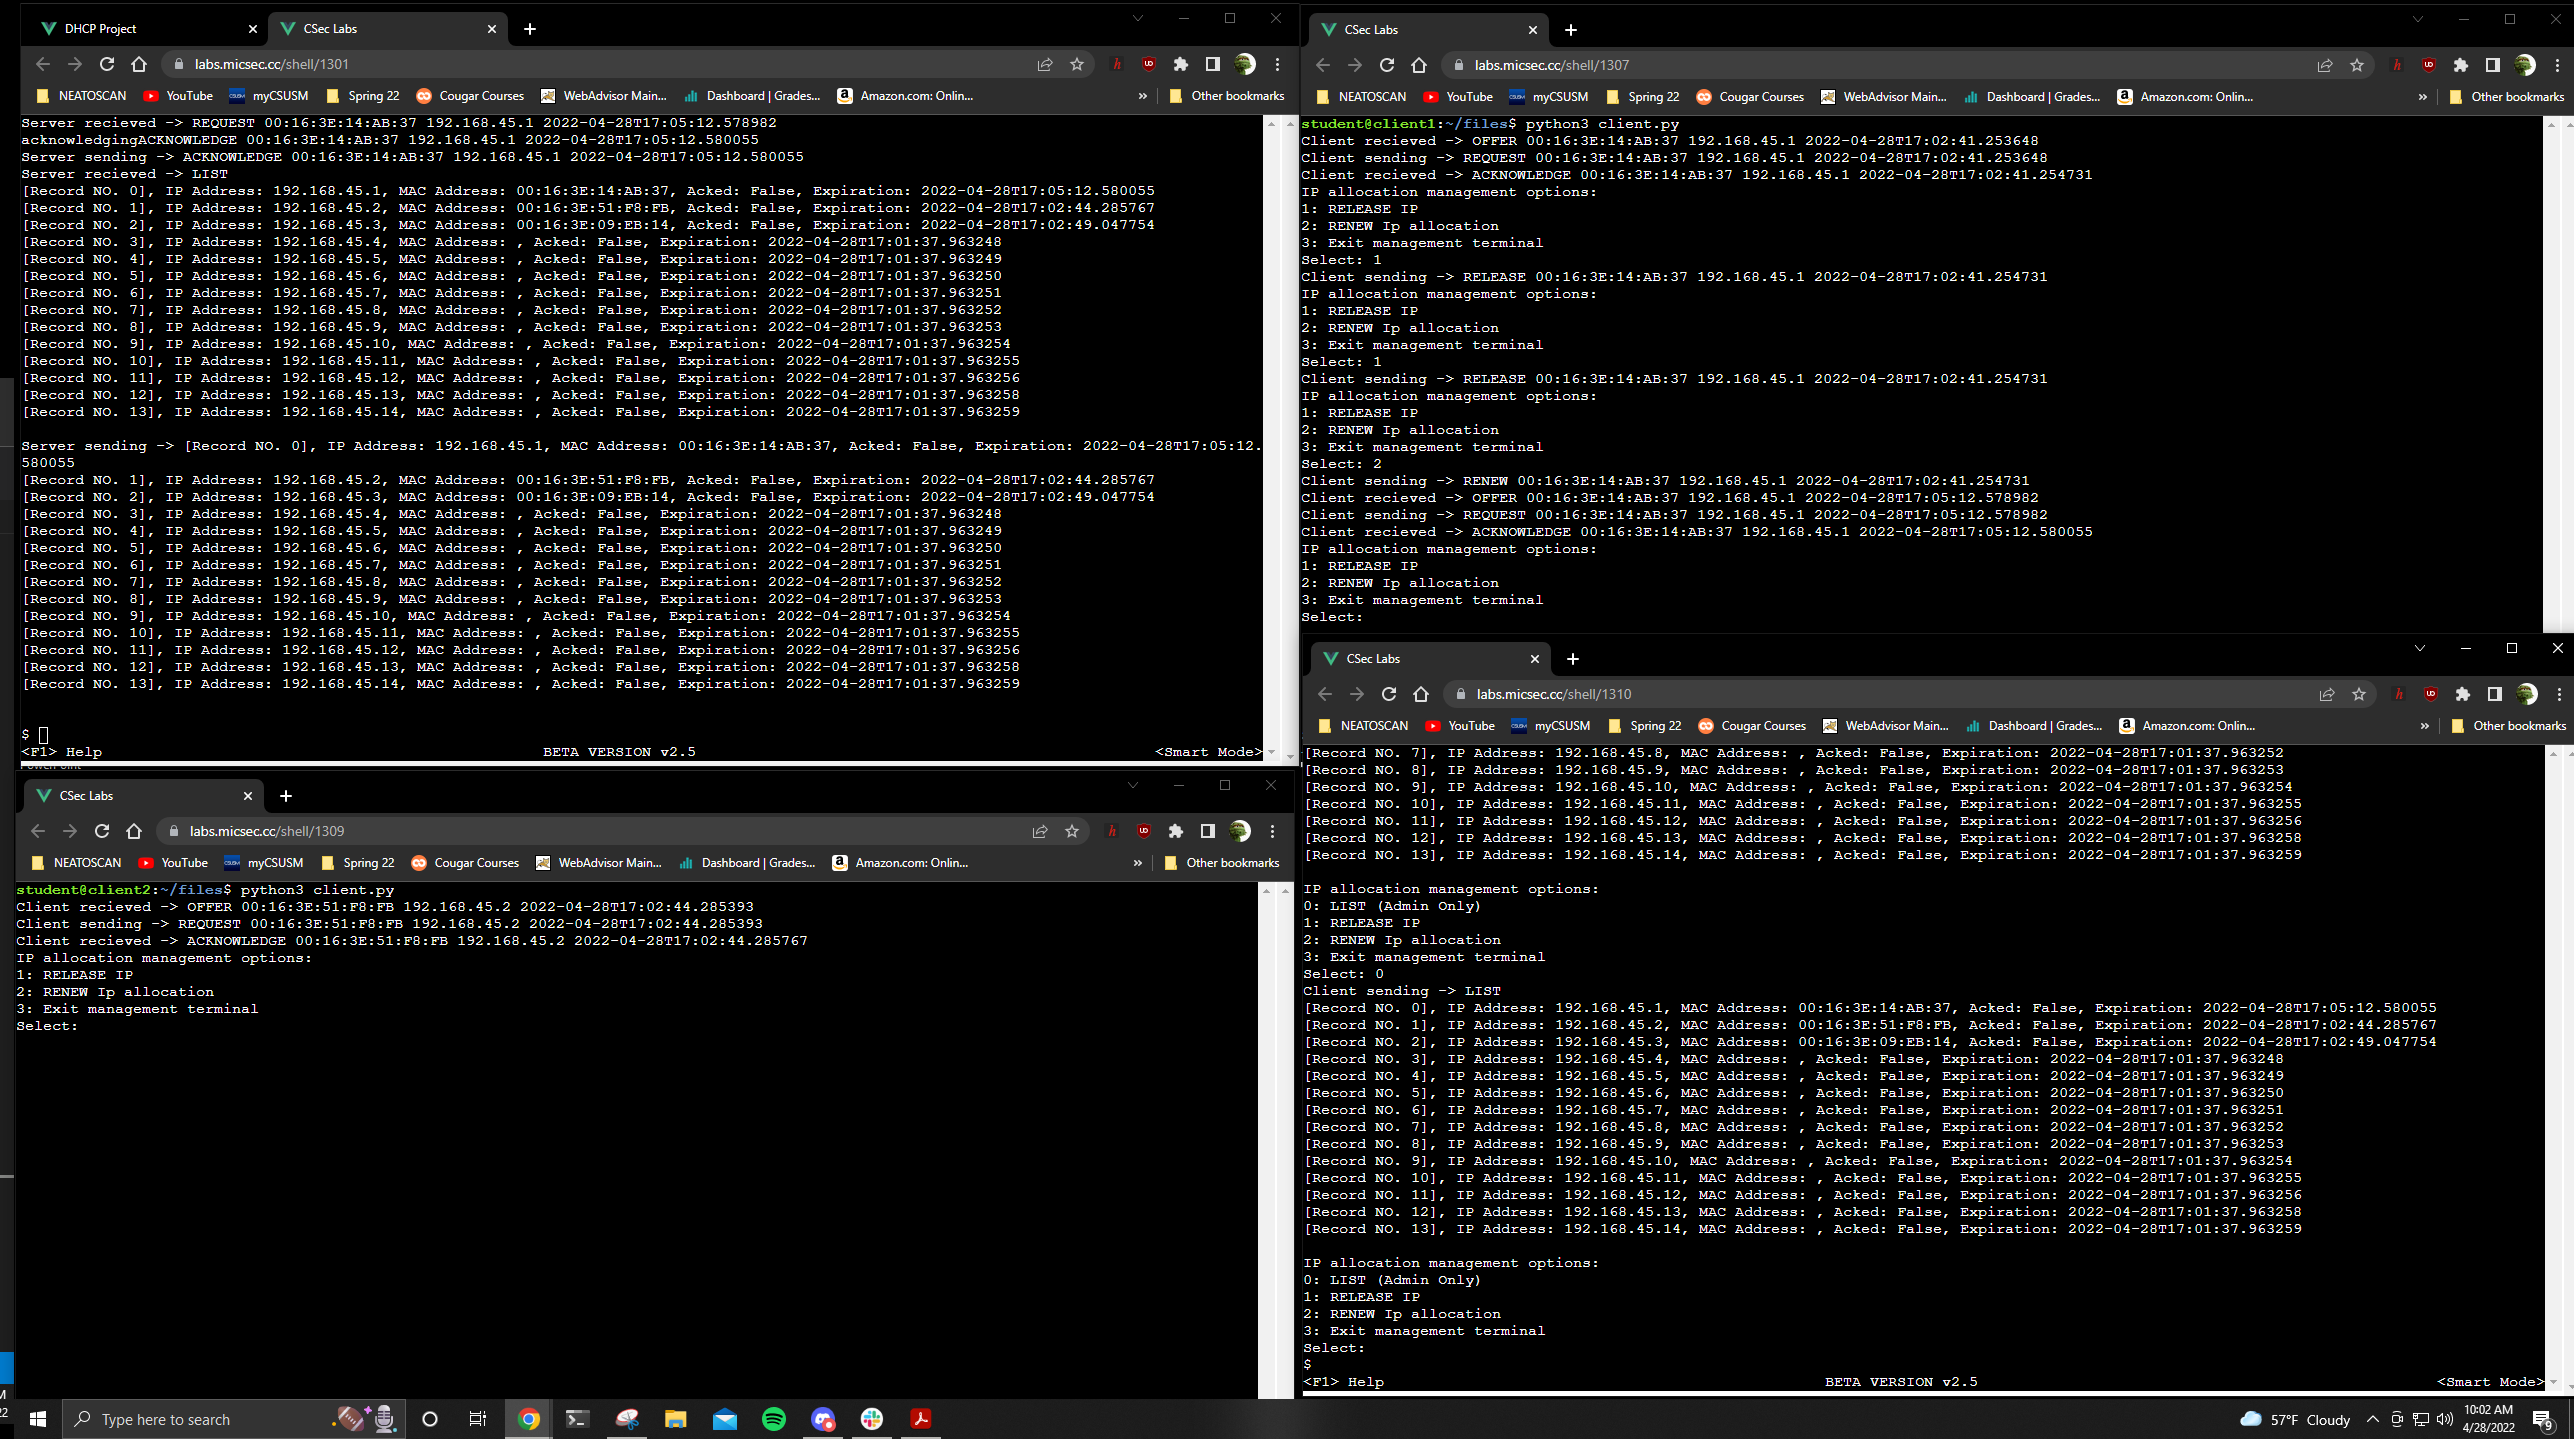 DHCP Project
CSec Labs
labs.micsec.cc/shell/1301
NEATOSCAN YouTube myCSUSM Spring 22 Cougar Courses WebAdvisor Main... Dashboard | Grades... Amazon.com: Onlin... » Other bookmarks
Server recieved -> REQUEST 00:16:3E:14:AB:37 192.168.45.1 2022-04-28T17:05:12.578982
acknowledgingACKNOWLEDGE 00:16:3E:14:AB:37 192.168.45.1 2022-04-28T17:05:12.580055
Server sending -> ACKNOWLEDGE 00:16:3E:14:AB:37 192.168.45.1 2022-04-28T17:05:12.580055
Server recieved -> LIST
[Record NO. 0], IP Address: 192.168.45.1, MAC Address: 00:16:3E:14:AB:37, Acked: False, Expiration: 2022-04-28T17:05:12.580055
[Record NO. 1], IP Address: 192.168.45.2, MAC Address: 00:16:3E:51:F8:FB, Acked: False, Expiration: 2022-04-28T17:02:44.285767
[Record NO. 2], IP Address: 192.168.45.3, MAC Address: 00:16:3E:09:EB:14, Acked: False, Expiration: 2022-04-28T17:02:49.047754
[Record NO. 3], IP Address: 192.168.45.4, MAC Address: , Acked: False, Expiration: 2022-04-28T17:01:37.963248
[Record NO. 4], IP Address: 192.168.45.5, MAC Address: , Acked: False, Expiration: 2022-04-28T17:01:37.963249
[Record NO. 5], IP Address: 192.168.45.6, MAC Address: , Acked: False, Expiration: 2022-04-28T17:01:37.963250
[Record NO. 6], IP Address: 192.168.45.7, MAC Address: , Acked: False, Expiration: 2022-04-28T17:01:37.963251
[Record NO. 7], IP Address: 192.168.45.8, MAC Address: , Acked: False, Expiration: 2022-04-28T17:01:37.963252
[Record NO. 8], IP Address: 192.168.45.9, MAC Address: , Acked: False, Expiration: 2022-04-28T17:01:37.963253
[Record NO. 9], IP Address: 192.168.45.10, MAC Address: , Acked: False, Expiration: 2022-04-28T17:01:37.963254
[Record NO. 10], IP Address: 192.168.45.11, MAC Address: , Acked: False, Expiration: 2022-04-28T17:01:37.963255
[Record NO. 11], IP Address: 192.168.45.12, MAC Address: , Acked: False, Expiration: 2022-04-28T17:01:37.963256
[Record NO. 12], IP Address: 192.168.45.13, MAC Address: , Acked: False, Expiration: 2022-04-28T17:01:37.963258
[Record NO. 13], IP Address: 192.168.45.14, MAC Address: , Acked: False, Expiration: 2022-04-28T17:01:37.963259
Server sending -> [Record NO. 0], IP Address: 192.168.45.1, MAC Address: 00:16:3E:14:AB:37, Acked: False, Expiration: 2022-04-28T17:05:12.
580055
[Record NO. 1], IP Address: 192.168.45.2, MAC Address: 00:16:3E:51:F8:FB, Acked: False, Expiration: 2022-04-28T17:02:44.285767
[Record NO. 2], IP Address: 192.168.45.3, MAC Address: 00:16:3E:09:EB:14, Acked: False, Expiration: 2022-04-28T17:02:49.047754
[Record NO. 3], IP Address: 192.168.45.4, MAC Address: , Acked: False, Expiration: 2022-04-28T17:01:37.963248
[Record NO. 4], IP Address: 192.168.45.5, MAC Address: , Acked: False, Expiration: 2022-04-28T17:01:37.963249
[Record NO. 5], IP Address: 192.168.45.6, MAC Address: , Acked: False, Expiration: 2022-04-28T17:01:37.963250
[Record NO. 6], IP Address: 192.168.45.7, MAC Address: , Acked: False, Expiration: 2022-04-28T17:01:37.963251
[Record NO. 7], IP Address: 192.168.45.8, MAC Address: , Acked: False, Expiration: 2022-04-28T17:01:37.963252
[Record NO. 8], IP Address: 192.168.45.9, MAC Address: , Acked: False, Expiration: 2022-04-28T17:01:37.963253
[Record NO. 9], IP Address: 192.168.45.10, MAC Address: , Acked: False, Expiration: 2022-04-28T17:01:37.963254
[Record NO. 10], IP Address: 192.168.45.11, MAC Address: , Acked: False, Expiration: 2022-04-28T17:01:37.963255
[Record NO. 11], IP Address: 192.168.45.12, MAC Address: , Acked: False, Expiration: 2022-04-28T17:01:37.963256
[Record NO. 12], IP Address: 192.168.45.13, MAC Address: , Acked: False, Expiration: 2022-04-28T17:01:37.963258
[Record NO. 13], IP Address: 192.168.45.14, MAC Address: , Acked: False, Expiration: 2022-04-28T17:01:37.963259
$
<F1> Help BETA VERSION v2.5 <Smart Mode>
CSec Labs
labs.micsec.cc/shell/1307
NEATOSCAN YouTube myCSUSM Spring 22 Cougar Courses WebAdvisor Main... Dashboard | Grades... Amazon.com: Onlin... » Other bookmarks
student@client1:~/files$ python3 client.py
Client recieved -> OFFER 00:16:3E:14:AB:37 192.168.45.1 2022-04-28T17:02:41.253648
Client sending -> REQUEST 00:16:3E:14:AB:37 192.168.45.1 2022-04-28T17:02:41.253648
Client recieved -> ACKNOWLEDGE 00:16:3E:14:AB:37 192.168.45.1 2022-04-28T17:02:41.254731
IP allocation management options:
1: RELEASE IP
2: RENEW Ip allocation
3: Exit management terminal
Select: 1
Client sending -> RELEASE 00:16:3E:14:AB:37 192.168.45.1 2022-04-28T17:02:41.254731
IP allocation management options:
1: RELEASE IP
2: RENEW Ip allocation
3: Exit management terminal
Select: 1
Client sending -> RELEASE 00:16:3E:14:AB:37 192.168.45.1 2022-04-28T17:02:41.254731
IP allocation management options:
1: RELEASE IP
2: RENEW Ip allocation
3: Exit management terminal
Select: 2
Client sending -> RENEW 00:16:3E:14:AB:37 192.168.45.1 2022-04-28T17:02:41.254731
Client recieved -> OFFER 00:16:3E:14:AB:37 192.168.45.1 2022-04-28T17:05:12.578982
Client sending -> REQUEST 00:16:3E:14:AB:37 192.168.45.1 2022-04-28T17:05:12.578982
Client recieved -> ACKNOWLEDGE 00:16:3E:14:AB:37 192.168.45.1 2022-04-28T17:05:12.580055
IP allocation management options:
1: RELEASE IP
2: RENEW Ip allocation
3: Exit management terminal
Select:
CSec Labs
labs.micsec.cc/shell/1309
NEATOSCAN YouTube myCSUSM Spring 22 Cougar Courses WebAdvisor Main... Dashboard | Grades... Amazon.com: Onlin... » Other bookmarks
student@client2:~/files$ python3 client.py
Client recieved -> OFFER 00:16:3E:51:F8:FB 192.168.45.2 2022-04-28T17:02:44.285393
Client sending -> REQUEST 00:16:3E:51:F8:FB 192.168.45.2 2022-04-28T17:02:44.285393
Client recieved -> ACKNOWLEDGE 00:16:3E:51:F8:FB 192.168.45.2 2022-04-28T17:02:44.285767
IP allocation management options:
1: RELEASE IP
2: RENEW Ip allocation
3: Exit management terminal
Select:
CSec Labs
labs.micsec.cc/shell/1310
NEATOSCAN YouTube myCSUSM Spring 22 Cougar Courses WebAdvisor Main... Dashboard | Grades... Amazon.com: Onlin... » Other bookmarks
[Record NO. 7], IP Address: 192.168.45.8, MAC Address: , Acked: False, Expiration: 2022-04-28T17:01:37.963252
[Record NO. 8], IP Address: 192.168.45.9, MAC Address: , Acked: False, Expiration: 2022-04-28T17:01:37.963253
[Record NO. 9], IP Address: 192.168.45.10, MAC Address: , Acked: False, Expiration: 2022-04-28T17:01:37.963254
[Record NO. 10], IP Address: 192.168.45.11, MAC Address: , Acked: False, Expiration: 2022-04-28T17:01:37.963255
[Record NO. 11], IP Address: 192.168.45.12, MAC Address: , Acked: False, Expiration: 2022-04-28T17:01:37.963256
[Record NO. 12], IP Address: 192.168.45.13, MAC Address: , Acked: False, Expiration: 2022-04-28T17:01:37.963258
[Record NO. 13], IP Address: 192.168.45.14, MAC Address: , Acked: False, Expiration: 2022-04-28T17:01:37.963259
IP allocation management options:
0: LIST (Admin Only)
1: RELEASE IP
2: RENEW Ip allocation
3: Exit management terminal
Select: 0
Client sending -> LIST
[Record NO. 0], IP Address: 192.168.45.1, MAC Address: 00:16:3E:14:AB:37, Acked: False, Expiration: 2022-04-28T17:05:12.580055
[Record NO. 1], IP Address: 192.168.45.2, MAC Address: 00:16:3E:51:F8:FB, Acked: False, Expiration: 2022-04-28T17:02:44.285767
[Record NO. 2], IP Address: 192.168.45.3, MAC Address: 00:16:3E:09:EB:14, Acked: False, Expiration: 2022-04-28T17:02:49.047754
[Record NO. 3], IP Address: 192.168.45.4, MAC Address: , Acked: False, Expiration: 2022-04-28T17:01:37.963248
[Record NO. 4], IP Address: 192.168.45.5, MAC Address: , Acked: False, Expiration: 2022-04-28T17:01:37.963249
[Record NO. 5], IP Address: 192.168.45.6, MAC Address: , Acked: False, Expiration: 2022-04-28T17:01:37.963250
[Record NO. 6], IP Address: 192.168.45.7, MAC Address: , Acked: False, Expiration: 2022-04-28T17:01:37.963251
[Record NO. 7], IP Address: 192.168.45.8, MAC Address: , Acked: False, Expiration: 2022-04-28T17:01:37.963252
[Record NO. 8], IP Address: 192.168.45.9, MAC Address: , Acked: False, Expiration: 2022-04-28T17:01:37.963253
[Record NO. 9], IP Address: 192.168.45.10, MAC Address: , Acked: False, Expiration: 2022-04-28T17:01:37.963254
[Record NO. 10], IP Address: 192.168.45.11, MAC Address: , Acked: False, Expiration: 2022-04-28T17:01:37.963255
[Record NO. 11], IP Address: 192.168.45.12, MAC Address: , Acked: False, Expiration: 2022-04-28T17:01:37.963256
[Record NO. 12], IP Address: 192.168.45.13, MAC Address: , Acked: False, Expiration: 2022-04-28T17:01:37.963258
[Record NO. 13], IP Address: 192.168.45.14, MAC Address: , Acked: False, Expiration: 2022-04-28T17:01:37.963259
IP allocation management options:
0: LIST (Admin Only)
1: RELEASE IP
2: RENEW Ip allocation
3: Exit management terminal
Select:
$
<F1> Help BETA VERSION v2.5 <Smart Mode>
Type here to search
57°F Cloudy
10:02 AM
4/28/2022
9